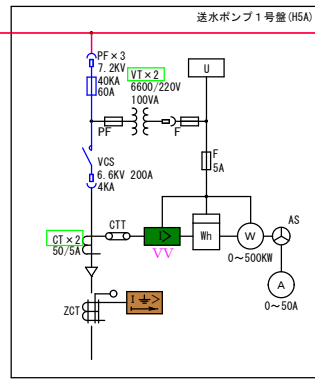 送水ポンプ1号盤(H5A)
PF×3
7.2KV
40KA
60A
VT×2
6600/220V
100VA
U
PF
F
F
5A
VCS
6.6KV 200A
4KA
CTT
CT×2
50/5A
I>
VV
Wh
W
AS
0～500KW
A
0～50A
ZCT
I >